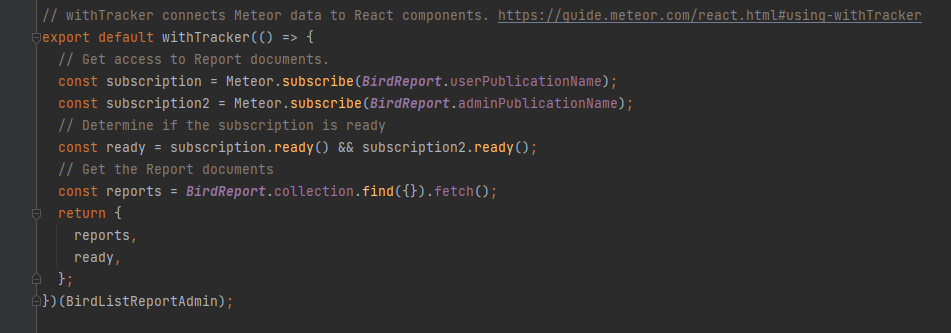 // withTracker connects Meteor data to React components. https://guide.meteor.com/react.html#using-withTracker
export default withTracker(() => {
  // Get access to Report documents.
  const subscription = Meteor.subscribe(BirdReport.userPublicationName);
  const subscription2 = Meteor.subscribe(BirdReport.adminPublicationName);
  // Determine if the subscription is ready
  const ready = subscription.ready() && subscription2.ready();
  // Get the Report documents
  const reports = BirdReport.collection.find({}).fetch();
  return {
    reports,
    ready,
  };
})(BirdListReportAdmin);